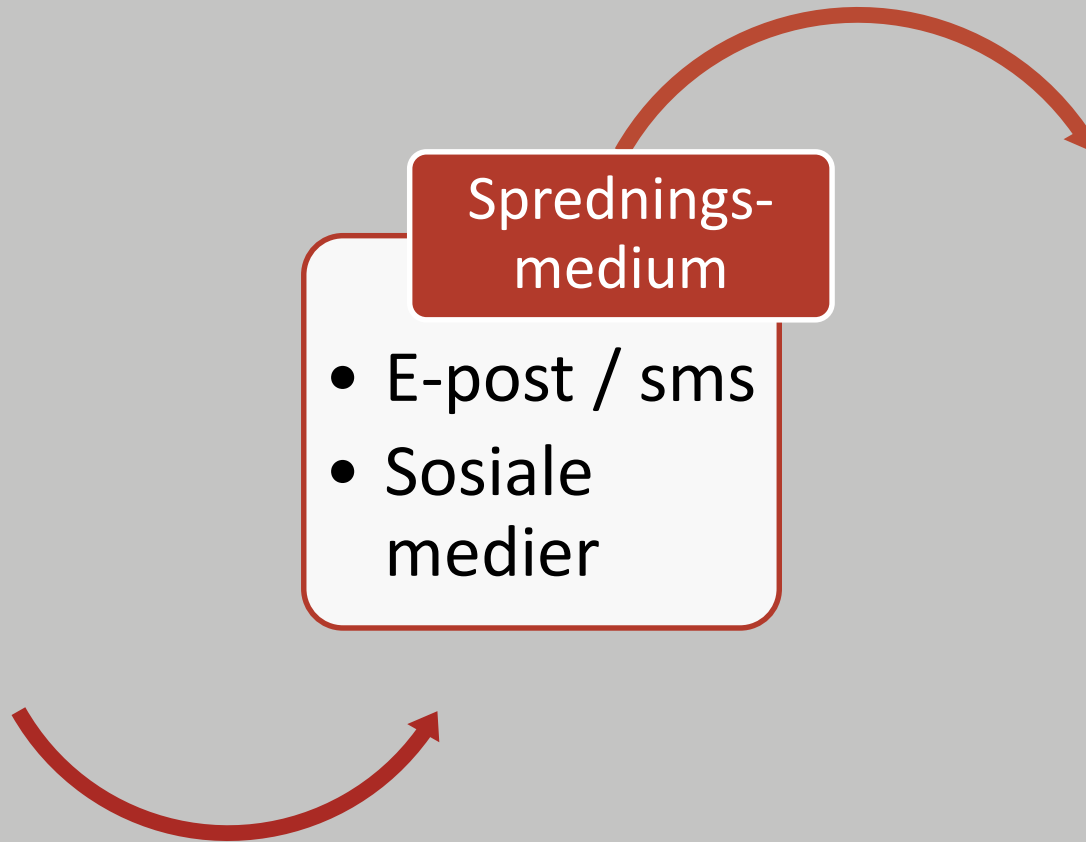 Sprednings-
medium
• E-post / sms
• Sosiale
medier